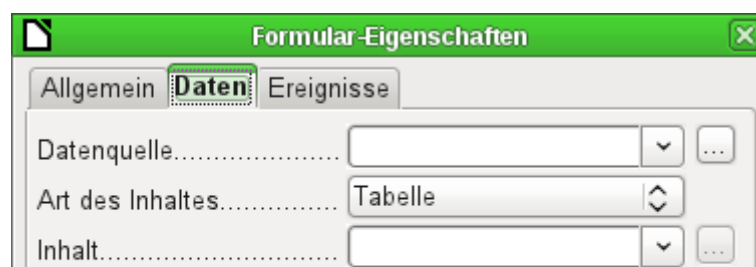 Formular-Eigenschaften
Allgemein Daten Ereignisse
Datenquelle..................... ...
Art des Inhaltes............... Tabelle
Inhalt.............................. ...